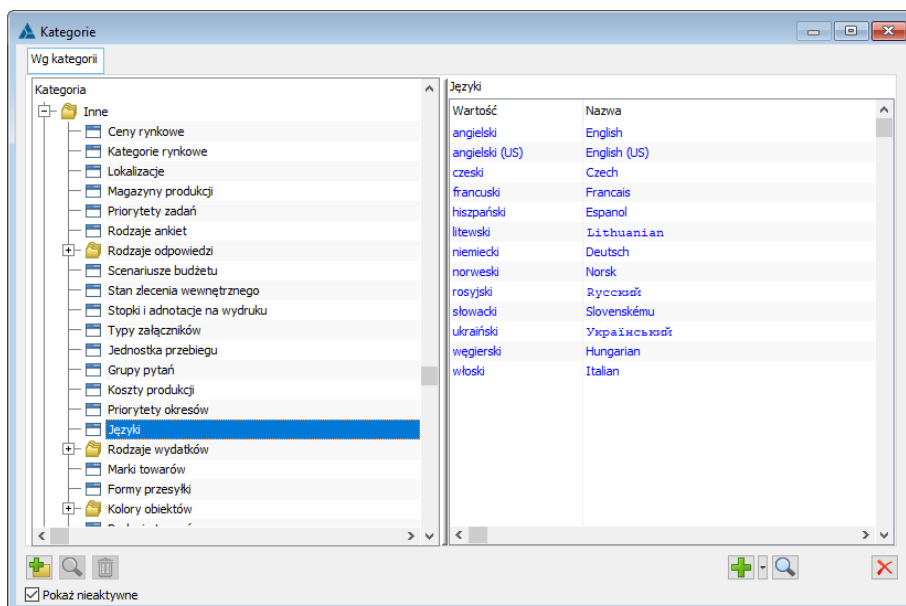 Kategorie
Wg kategorii
Kategoria
Inne
Ceny rynkowe
Kategorie rynkowe
Lokalizacje
Magazyny produkcji
Priorytety zadań
Rodzaje ankiet
Rodzaje odpowiedzi
Scenariusze budżetu
Stan zlecenia wewnętrznego
Stopki i adnotacje na wydruku
Typy załączników
Jednostka przebiegu
Grupy pytań
Koszty produkcji
Priorytety okresów
Języki
Rodzaje wydatków
Marki towarów
Formy przesyłki
Kolory obiektów
Języki
Wartość Nazwa
angielski English
angielski (US) English (US)
czeski Czech
francuski Francais
hiszpański Espanol
litewski Lithuanian
niemiecki Deutsch
norweski Norsk
rosyjski Русский
słowacki Slovenskému
ukraiński Український
węgierski Hungarian
włoski Italian
Pokaż nieaktywne